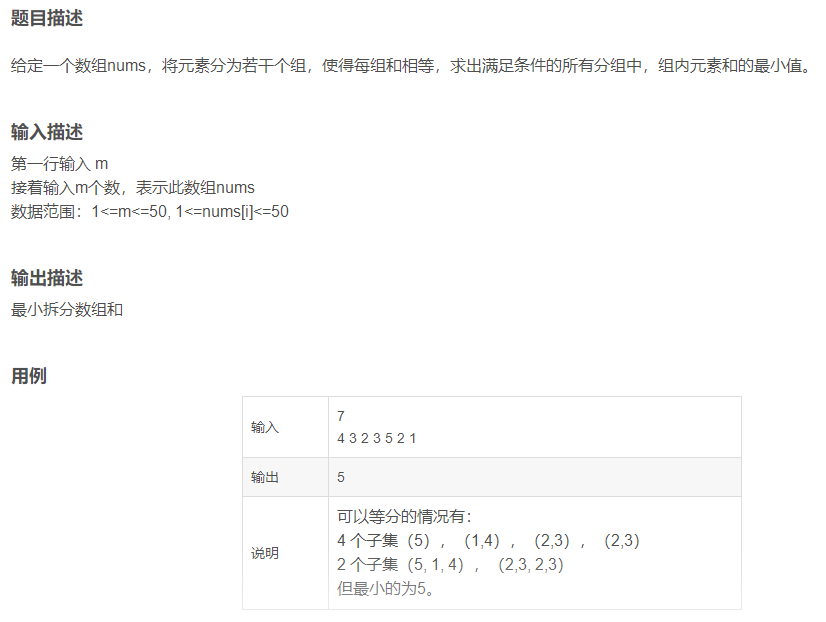 题目描述
给定一个数组nums，将元素分为若干个组，使得每组和相等，求出满足条件的所有分组中，组内元素和的最小值。
输入描述
第一行输入 m
接着输入m个数，表示此数组nums
数据范围：1<=m<=50, 1<=nums[i]<=50
输出描述
最小拆分数组和
用例
输入
7
4 3 2 3 5 2 1
输出
5
说明
可以等分的情况有：
4 个子集（5），（1,4），（2,3），（2,3）
2 个子集（5, 1, 4），（2,3, 2,3）
但最小的为5。